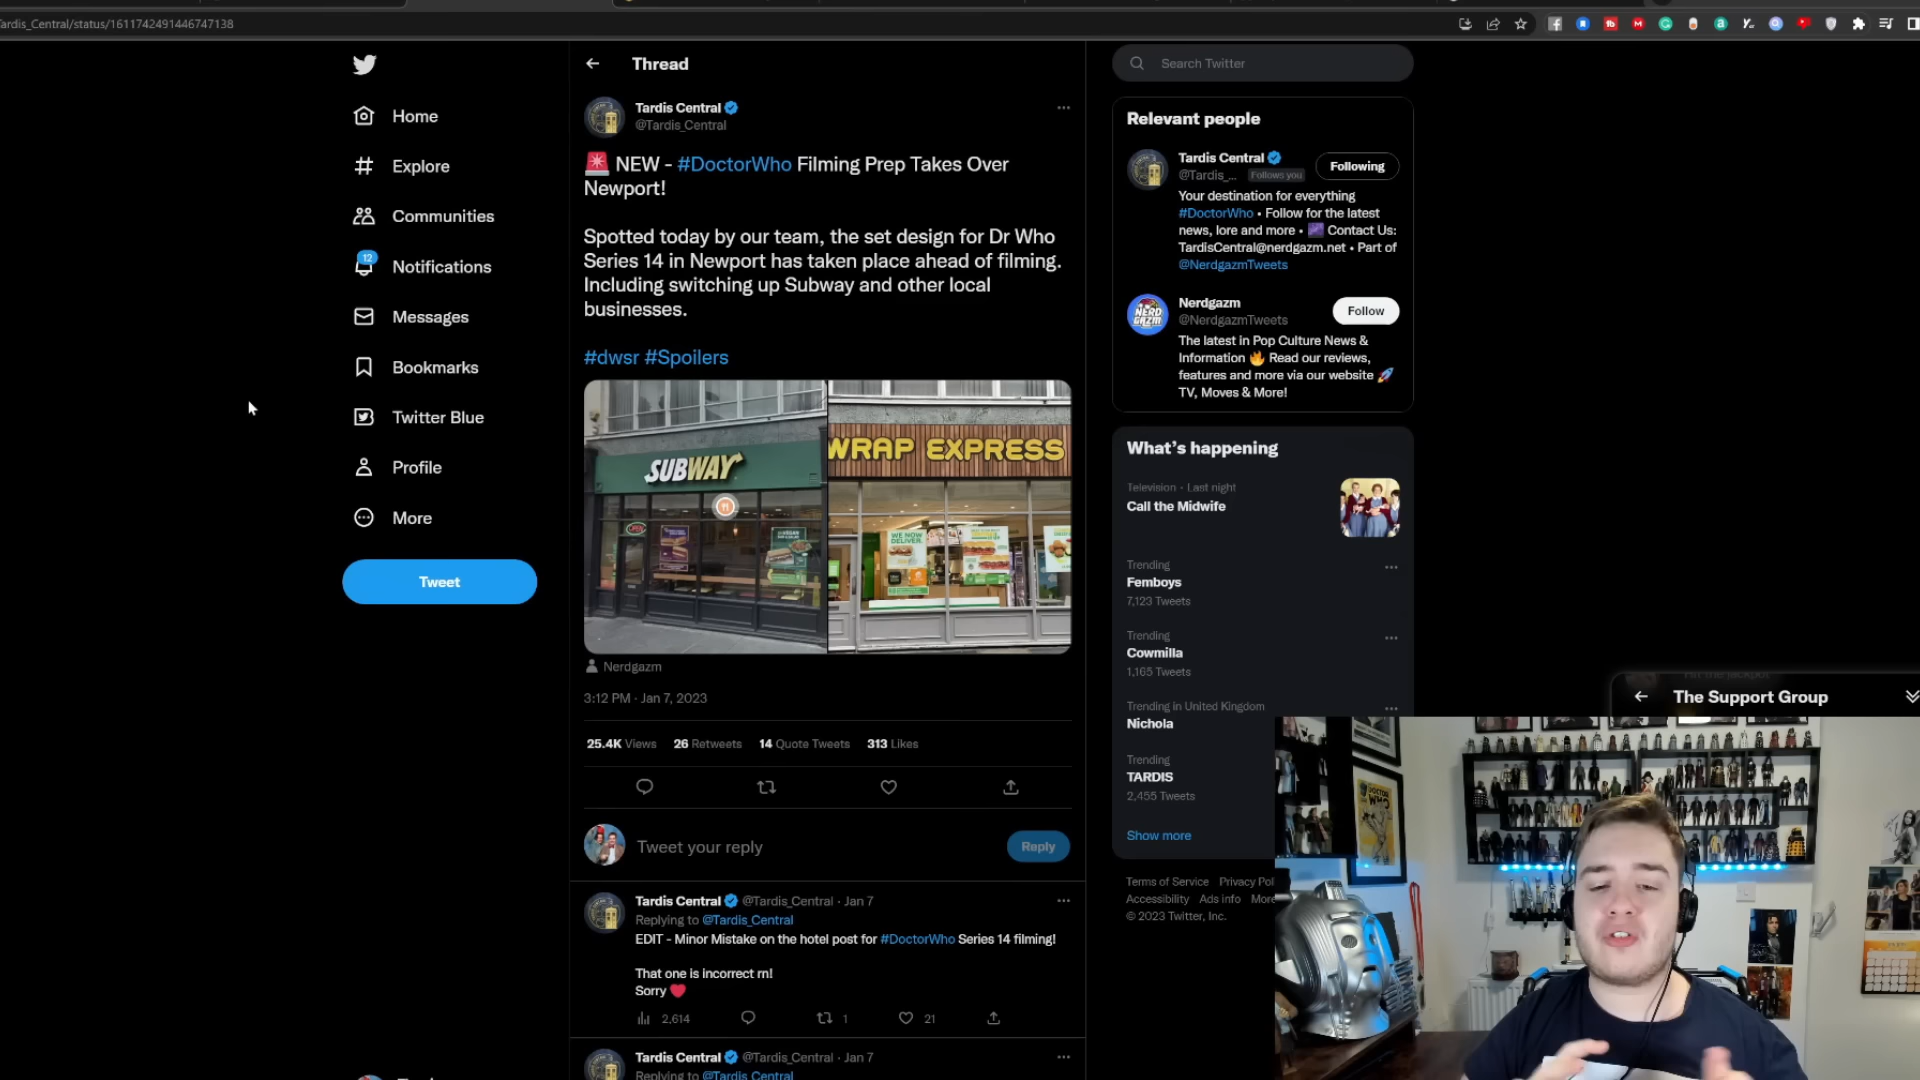 Tardis_Central/status/1611742491446747138
Home
Explore
Communities
12
Notifications
Messages
Bookmarks
Twitter Blue
Profile
More
Tweet
Thread
Tardis Central
@Tardis_Central
NEW - #DoctorWho Filming Prep Takes Over
Newport!
Spotted today by our team, the set design for Dr Who
Series 14 in Newport has taken place ahead of filming.
Including switching up Subway and other local
businesses.
#dwsr #Spoilers
SUBWAY
OPEN
WRAP EXPRESS
WE NOW
DELIVER
Nerdgazm
3:12 PM · Jan 7, 2023
25.4K Views 26 Retweets 14 Quote Tweets 313 Likes
Tweet your reply
Reply
Tardis Central @Tardis_Central · Jan 7
Replying to @Tardis_Central
EDIT - Minor Mistake on the hotel post for #DoctorWho Series 14 filming!
That one is incorrect rn!
Sorry
2,614
1
21
Tardis Central @Tardis_Central · Jan 7
Replying to @Tardis_Central
Search Twitter
Relevant people
Tardis Central
@Tardis_... Follows you
Following
Your destination for everything
#DoctorWho • Follow for the latest
news, lore and more • Contact Us:
TardisCentral@nerdgazm.net • Part of
@NerdgazmTweets
NERD
GAZM
Nerdgazm
@NerdgazmTweets
Follow
The latest in Pop Culture News &
Information Read our reviews,
features and more via our website
TV, Moves & More!
What's happening
Television · Last night
Call the Midwife
Trending
Femboys
7,123 Tweets
Trending
Cowmilla
1,165 Tweets
Trending in United Kingdom
Nichola
Trending
TARDIS
2,455 Tweets
Show more
Terms of Service Privacy Pol
Accessibility Ads info More
© 2023 Twitter, Inc.
The Support Group
DOCTOR
WHO